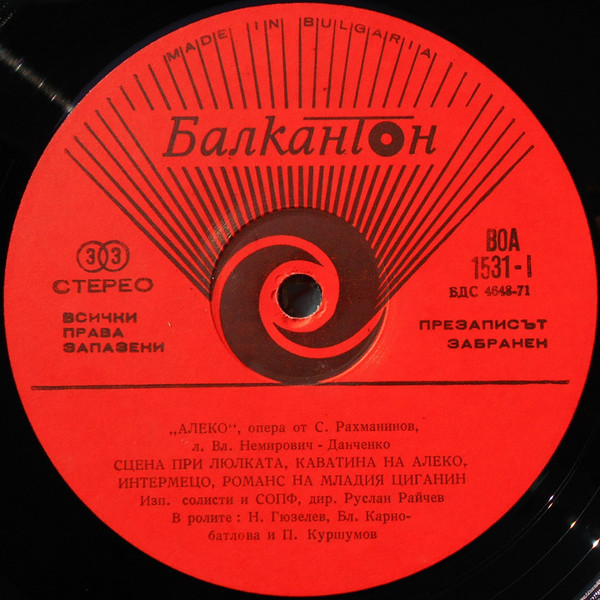 MADE IN BULGARIA
Балкантон
33
СТЕРЕО
ВСИЧКИ
ПРАВА
ЗАПАЗЕНИ
ВОА
1531-I
БДС 4648-71
ПРЕЗАПИСЪТ
ЗАБРАНЕН
„АЛЕКО“, опера от С. Рахманинов,
л. Вл. Немирович - Данченко
СЦЕНА ПРИ ЛЮЛКАТА, КАВАТИНА НА АЛЕКО,
ИНТЕРМЕЦО, РОМАНС НА МЛАДИЯ ЦИГАНИН
Изп. солисти и СОПФ, дир. Руслан Райчев
В ролите : Н. Гюзелев, Бл. Карно-
батлова и П. Куршумов